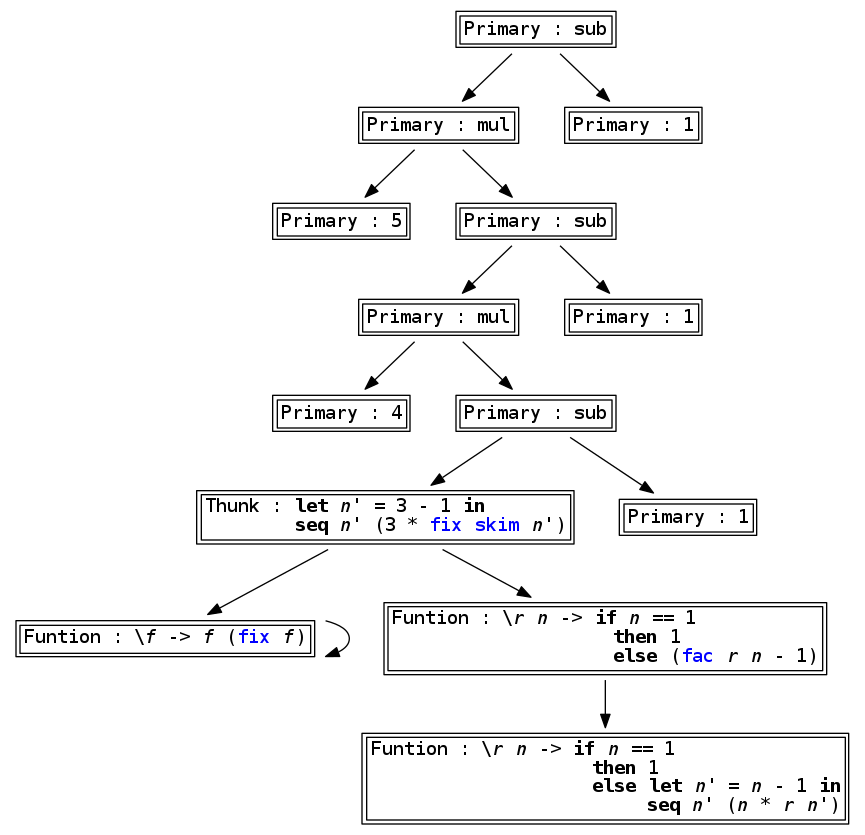 Primary : sub
Primary : mul
Primary : 1
Primary : 5
Primary : sub
Primary : mul
Primary : 1
Primary : 4
Primary : sub
Thunk : let n' = 3 - 1 in
seq n' (3 * fix skim n')
Primary : 1
Funtion : \f -> f (fix f)
Funtion : \r n -> if n == 1
then 1
else (fac r n - 1)
Funtion : \r n -> if n == 1
then 1
else let n' = n - 1 in
seq n' (n * r n')